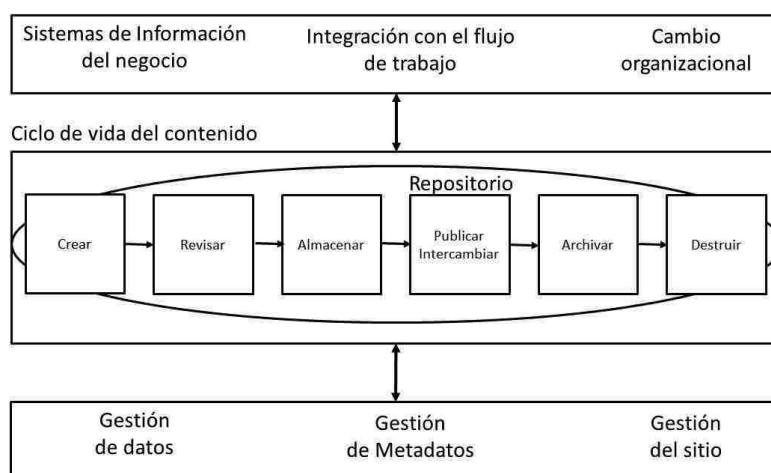 Sistemas de Información
del negocio
Integración con el flujo
de trabajo
Cambio
organizacional
Ciclo de vida del contenido
Repositorio
Crear
Revisar
Almacenar
Publicar
Intercambiar
Archivar
Destruir
Gestión
de datos
Gestión
de Metadatos
Gestión
del sitio